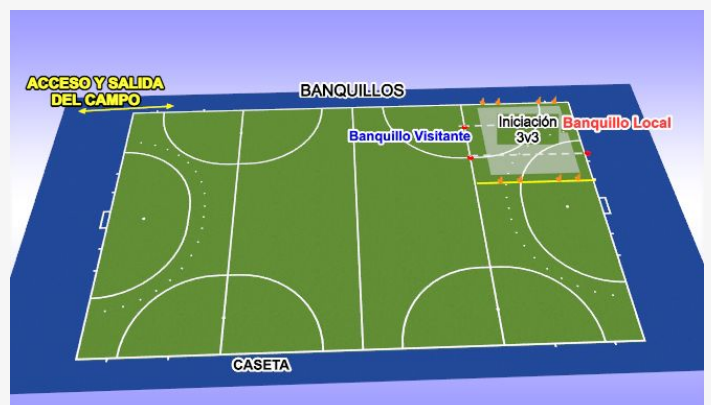 ACCESO Y SALIDA
DEL CAMPO
BANQUILLOS
Banquillo Visitante
Iniciación
3v3
Banquillo Local
CASETA